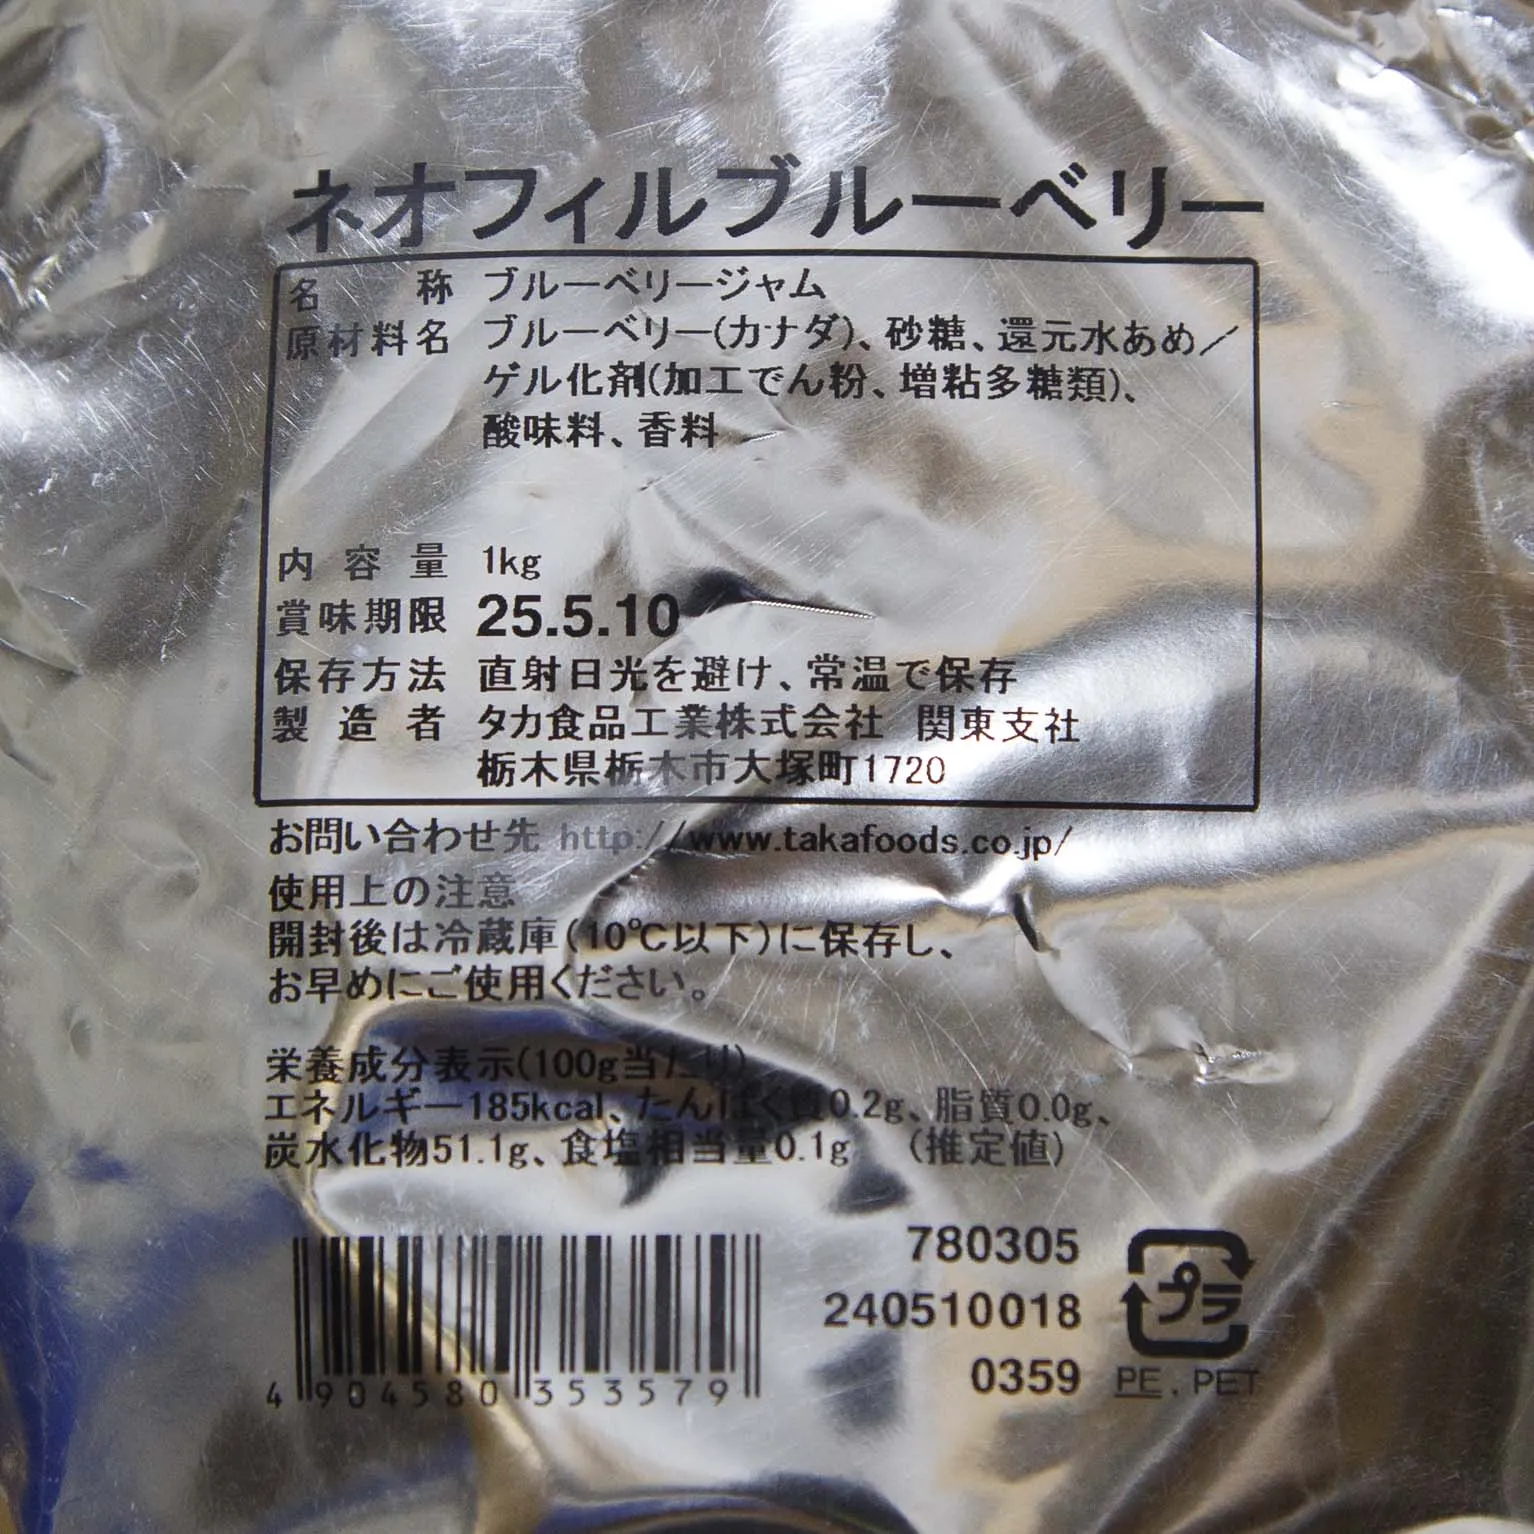 ネオフィルブルーベリー
名称 ブルーベリージャム
原材料名 ブルーベリー(カナダ)、砂糖、還元水あめ/
ゲル化剤(加工でん粉、増粘多糖類)、
酸味料、香料
内容量 1kg
賞味期限 25.5.10
保存方法 直射日光を避け、常温で保存
製造者 タカ食品工業株式会社 関東支社
栃木県栃木市大塚町1720
お問い合わせ先 http://www.takafoods.co.jp/
使用上の注意
開封後は冷蔵庫(10℃以下)に保存し、
お早めにご使用ください。
栄養成分表示(100g当たり)
エネルギー185kcal、たんぱく質0.2g、脂質0.0g、
炭水化物51.1g、食塩相当量0.1g (推定値)
780305
240510018
0359
プラ
PE, PET
4 904580 353579